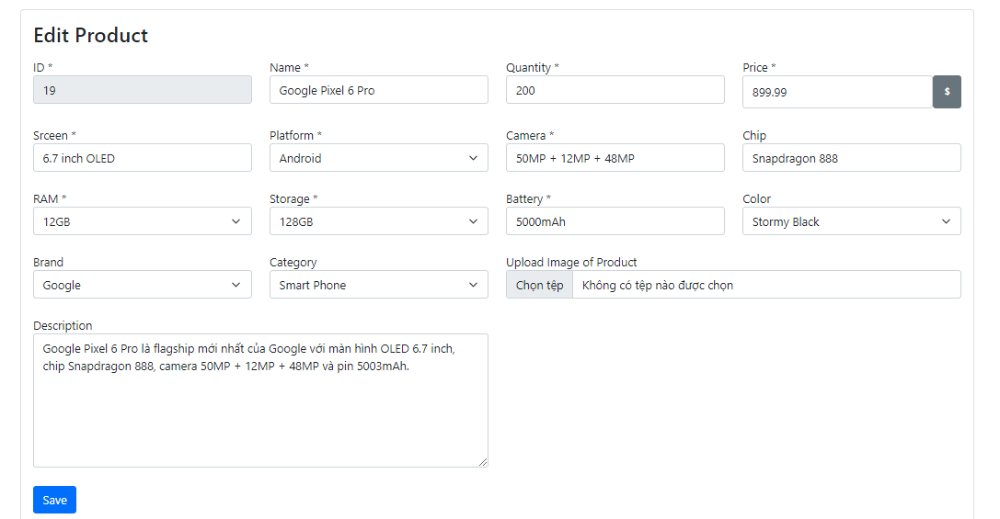 Edit Product
ID *
Name *
Quantity *
Price *
19
Google Pixel 6 Pro
200
899.99
$
Srceen *
Platform *
Camera *
Chip
6.7 inch OLED
Android
50MP + 12MP + 48MP
Snapdragon 888
RAM *
Storage *
Battery *
Color
12GB
128GB
5000mAh
Stormy Black
Brand
Category
Upload Image of Product
Google
Smart Phone
Chọn tệp
Không có tệp nào được chọn
Description
Google Pixel 6 Pro là flagship mới nhất của Google với màn hình OLED 6.7 inch,
chip Snapdragon 888, camera 50MP + 12MP + 48MP và pin 5003mAh.
Save